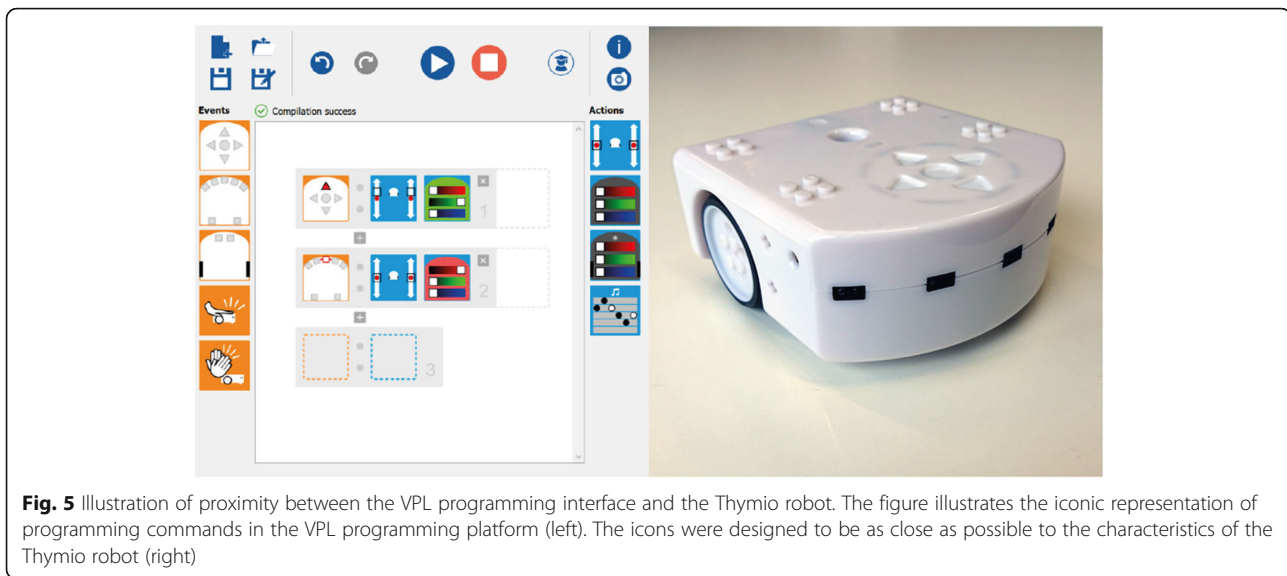 Events
Compilation success
Actions
1
2
3
Fig. 5 Illustration of proximity between the VPL programming interface and the Thymio robot. The figure illustrates the iconic representation of
programming commands in the VPL programming platform (left). The icons were designed to be as close as possible to the characteristics of the
Thymio robot (right)